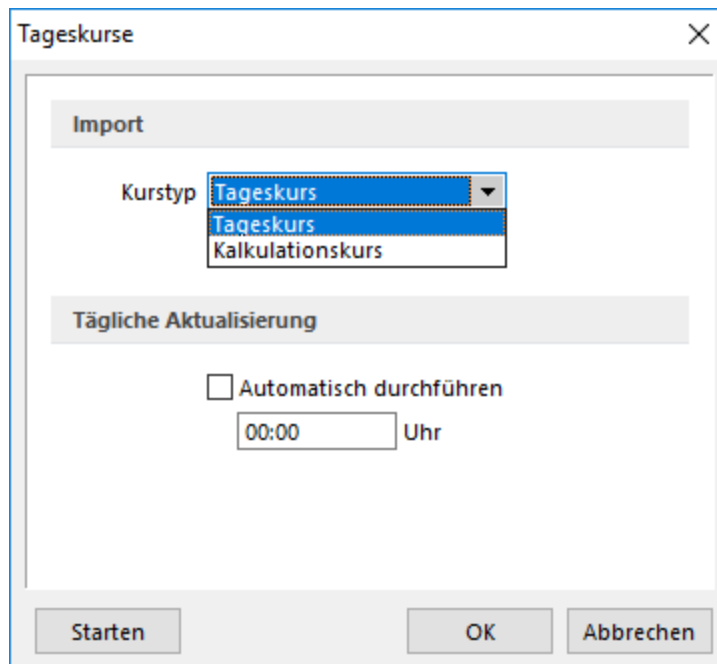 Tageskurse
Import
Kurstyp Tageskurs
Tageskurs
Kalkulationskurs
Tägliche Aktualisierung
Automatisch durchführen
00:00 Uhr
Starten OK Abbrechen